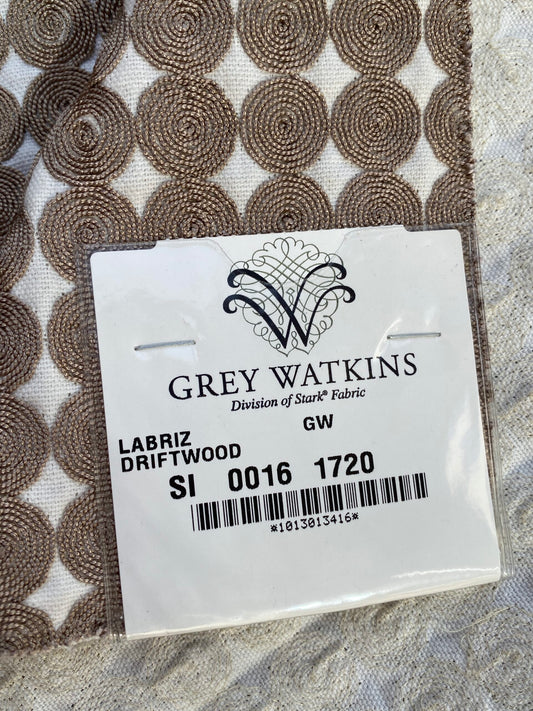 W
GREY WATKINS
Division of Stark® Fabric
GW
LABRIZ
DRIFTWOOD
SI 0016 1720
*1013013416*